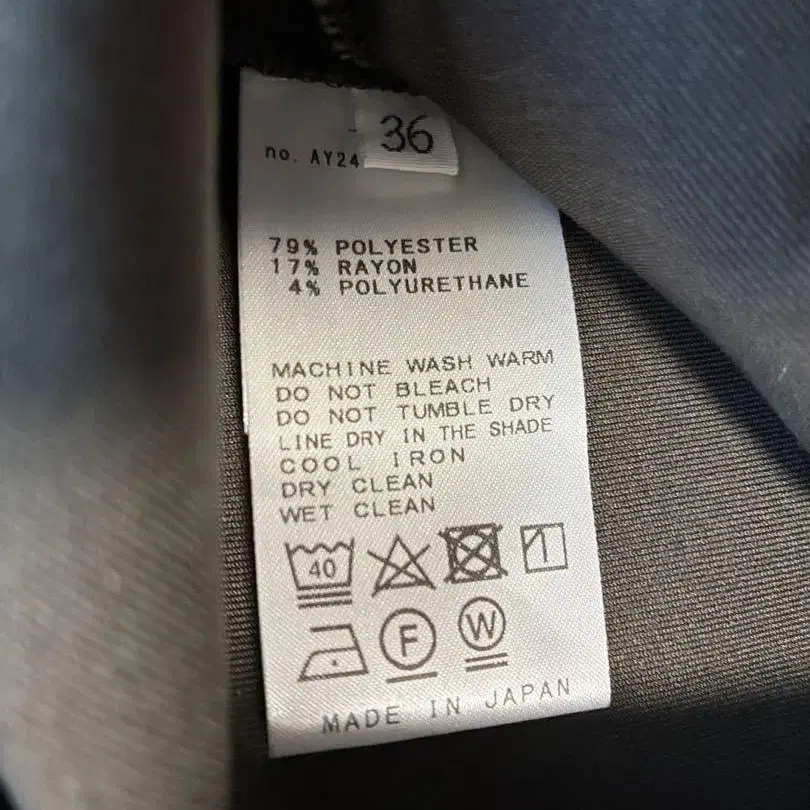 36
no. AY24
79% POLYESTER
17% RAYON
4% POLYURETHANE
MACHINE WASH WARM
DO NOT BLEACH
DO NOT TUMBLE DRY
LINE DRY IN THE SHADE
COOL IRON
DRY CLEAN
WET CLEAN
40
F W
MADE IN JAPAN